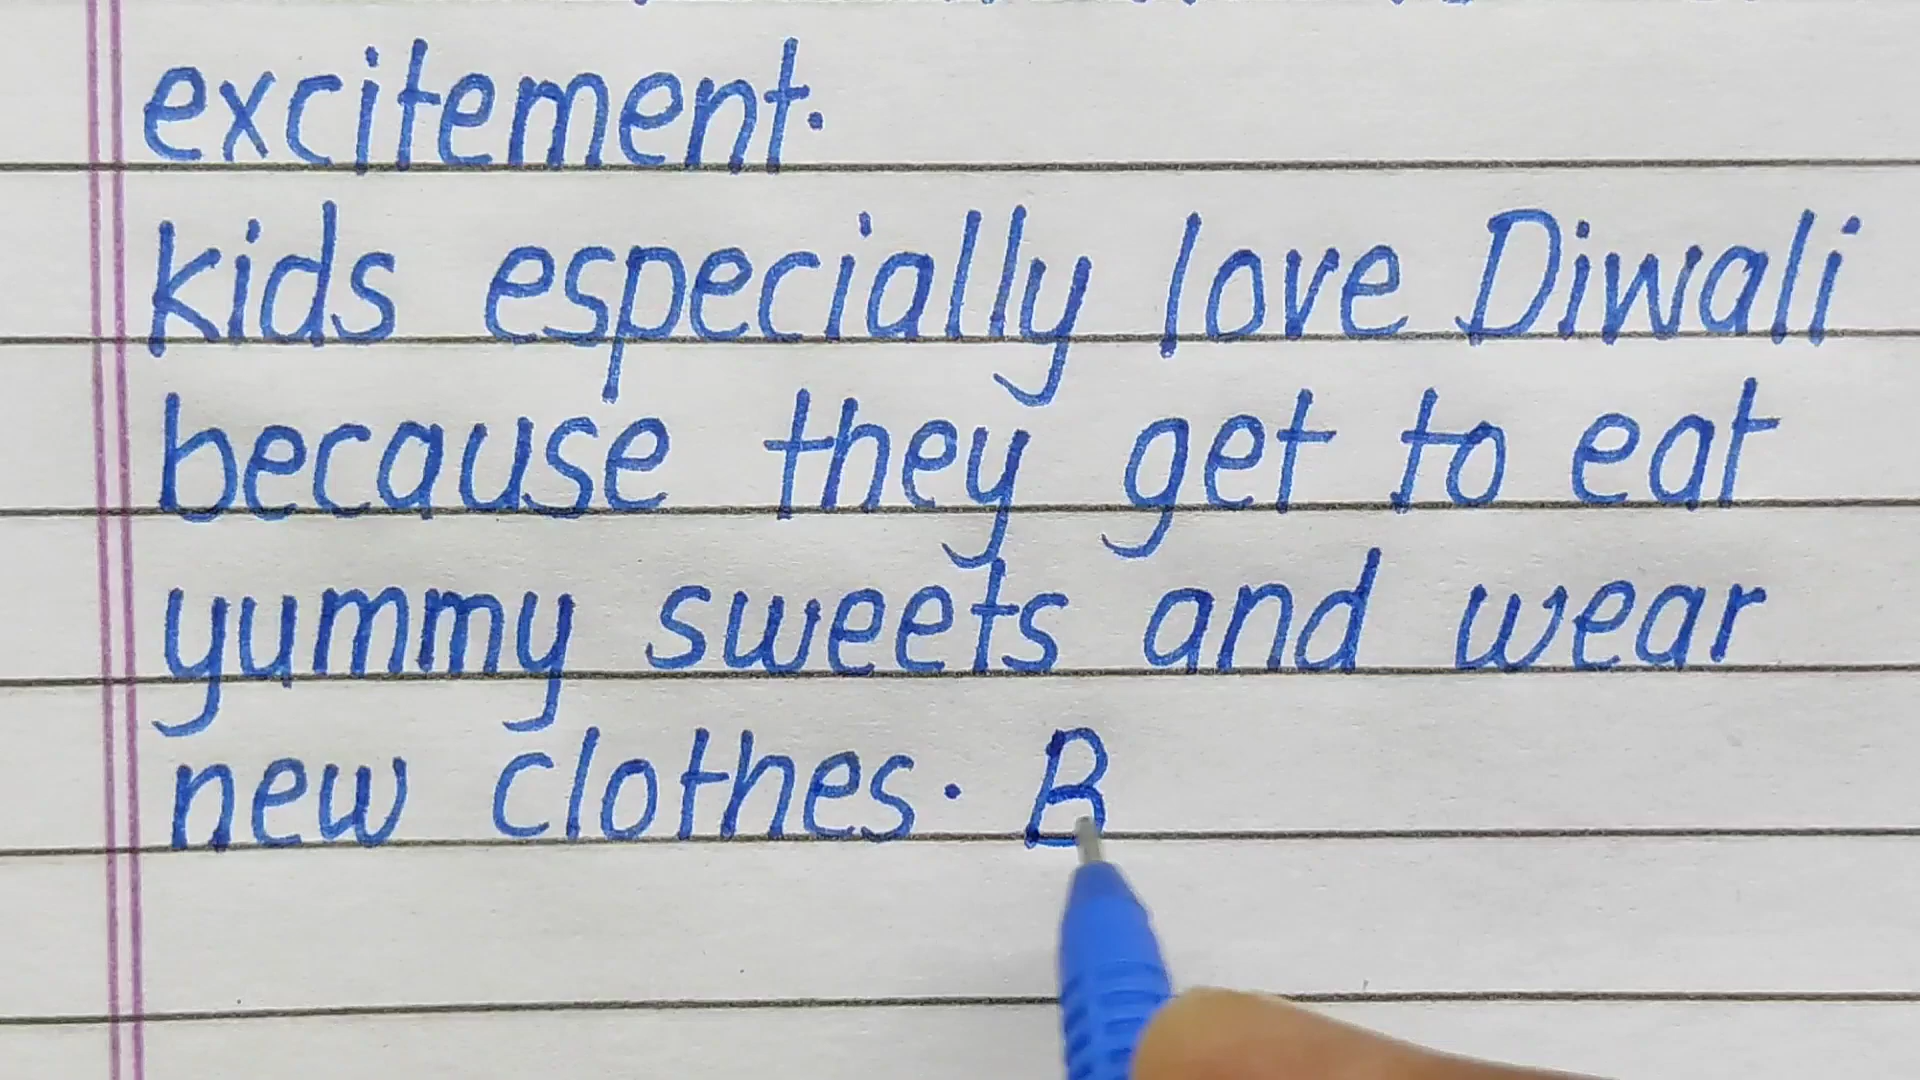 excitement.
kids especially love Diwali
because they get to eat
yummy sweets and wear
new clothes. B